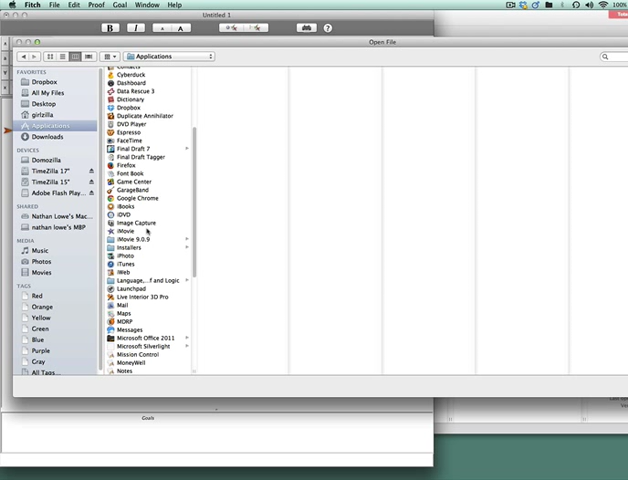 Fitch File Edit Proof Goal Window Help 100%
Untitled 1
B I A A ?
Open File
Applications
FAVORITES
Dropbox
All My Files
Desktop
girlzilla
Applications
Downloads
DEVICES
Domozilla
TimeZilla 17"
TimeZilla 15"
Adobe Flash Play...
SHARED
Nathan Lowe's Mac...
nathan lowe's MBP
MEDIA
Music
Photos
Movies
TAGS
Red
Orange
Yellow
Green
Blue
Purple
Gray
All Tags...
Contacts
Cyberduck
Dashboard
Data Rescue 3
Dictionary
Dropbox
Duplicate Annihilator
DVD Player
Espresso
FaceTime
Final Draft 7
Final Draft Tagger
Firefox
Font Book
Game Center
GarageBand
Google Chrome
iBooks
iDVD
Image Capture
iMovie
iMovie 9.0.9
Installers
iPhoto
iTunes
iWeb
Language,...f and Logic
Launchpad
Live Interior 3D Pro
Mail
Maps
MDRP
Messages
Microsoft Office 2011
Microsoft Silverlight
Mission Control
MoneyWell
Notes
Goals